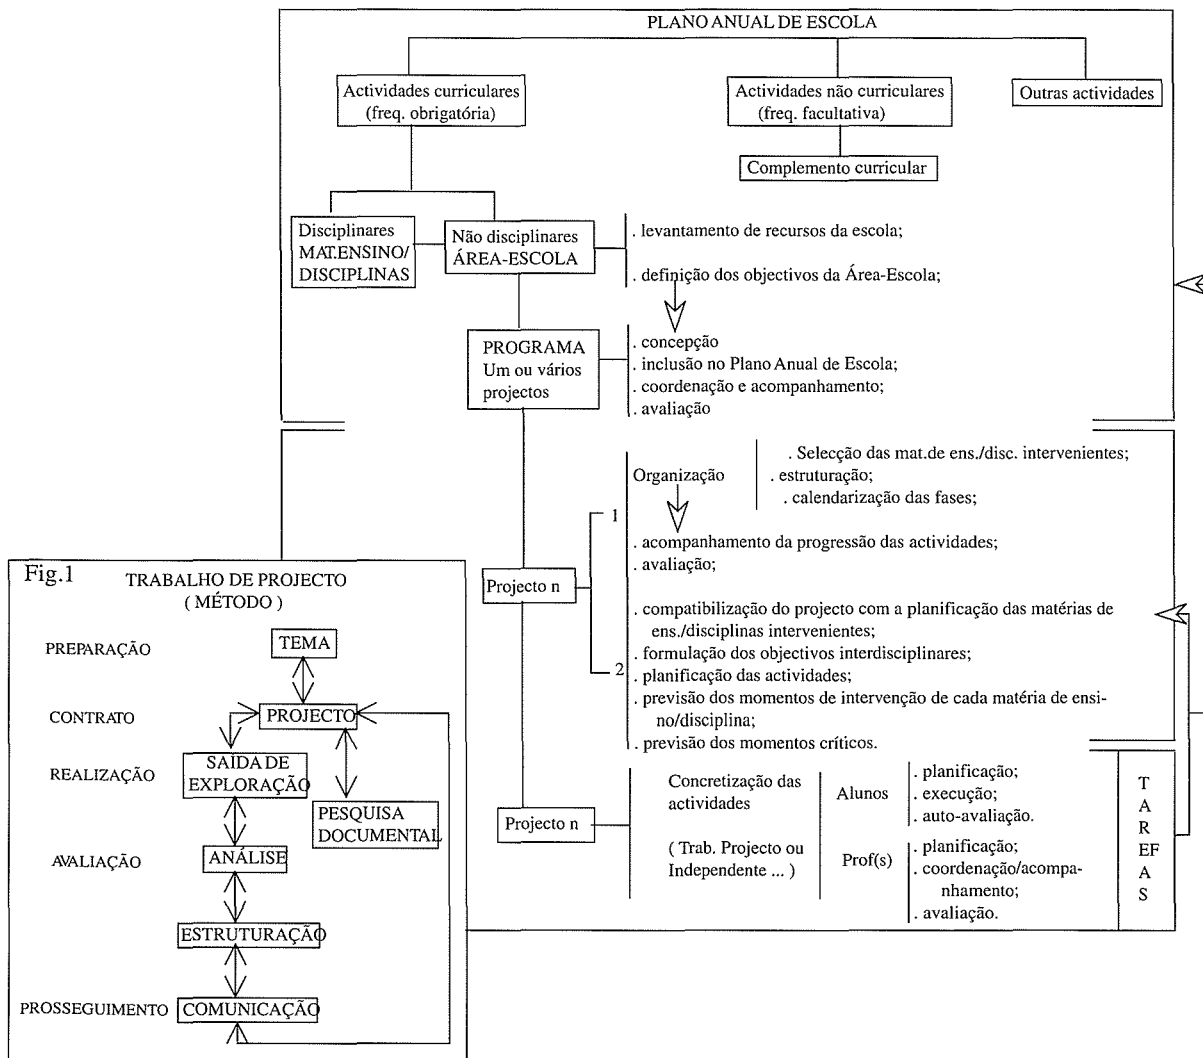 PLANO ANUAL DE ESCOLA
Actividades curriculares
(freq. obrigatória)
Actividades não curriculares
(freq. facultativa)
Outras actividades
Complemento curricular
Disciplinares
MAT.ENSINO/
DISCIPLINAS
Não disciplinares
ÁREA-ESCOLA
. levantamento de recursos da escola;
. definição dos objectivos da Área-Escola;
PROGRAMA
Um ou vários
projectos
. concepção
. inclusão no Plano Anual de Escola;
. coordenação e acompanhamento;
. avaliação
Projecto n
1
Organização
. Selecção das mat.de ens./disc. intervenientes;
. estruturação;
. calendarização das fases;
. acompanhamento da progressão das actividades;
. avaliação;
2
. compatibilização do projecto com a planificação das matérias de
ens./disciplinas intervenientes;
. formulação dos objectivos interdisciplinares;
. planificação das actividades;
. previsão dos momentos de intervenção de cada matéria de ensi-
no/disciplina;
. previsão dos momentos críticos.
Projecto n
Concretização das
actividades
( Trab. Projecto ou
Independente ... )
Alunos
. planificação;
. execução;
. auto-avaliação.
Prof(s)
. planificação;
. coordenação/acompa-
nhamento;
. avaliação.
T
A
R
EF
A
S
Fig.1
TRABALHO DE PROJECTO
( MÉTODO )
PREPARAÇÃO
TEMA
CONTRATO
PROJECTO
REALIZAÇÃO
SAÍDA DE
EXPLORAÇÃO
PESQUISA
DOCUMENTAL
AVALIAÇÃO
ANÁLISE
ESTRUTURAÇÃO
PROSSEGUIMENTO
COMUNICAÇÃO